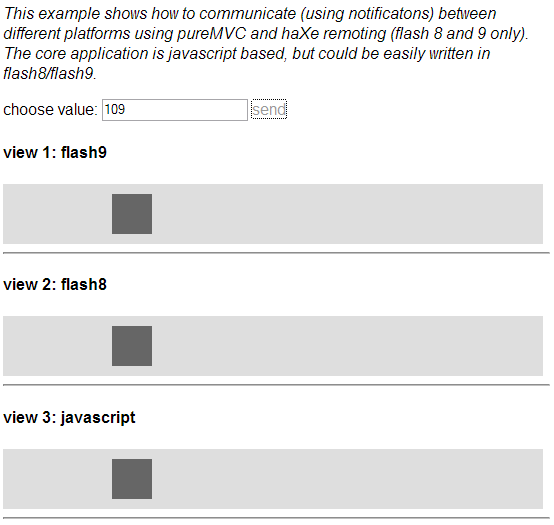 This example shows how to communicate (using notificatons) between
different platforms using pureMVC and haXe remoting (flash 8 and 9 only).
The core application is javascript based, but could be easily written in
flash8/flash9.
choose value: 109 send
view 1: flash9
view 2: flash8
view 3: javascript